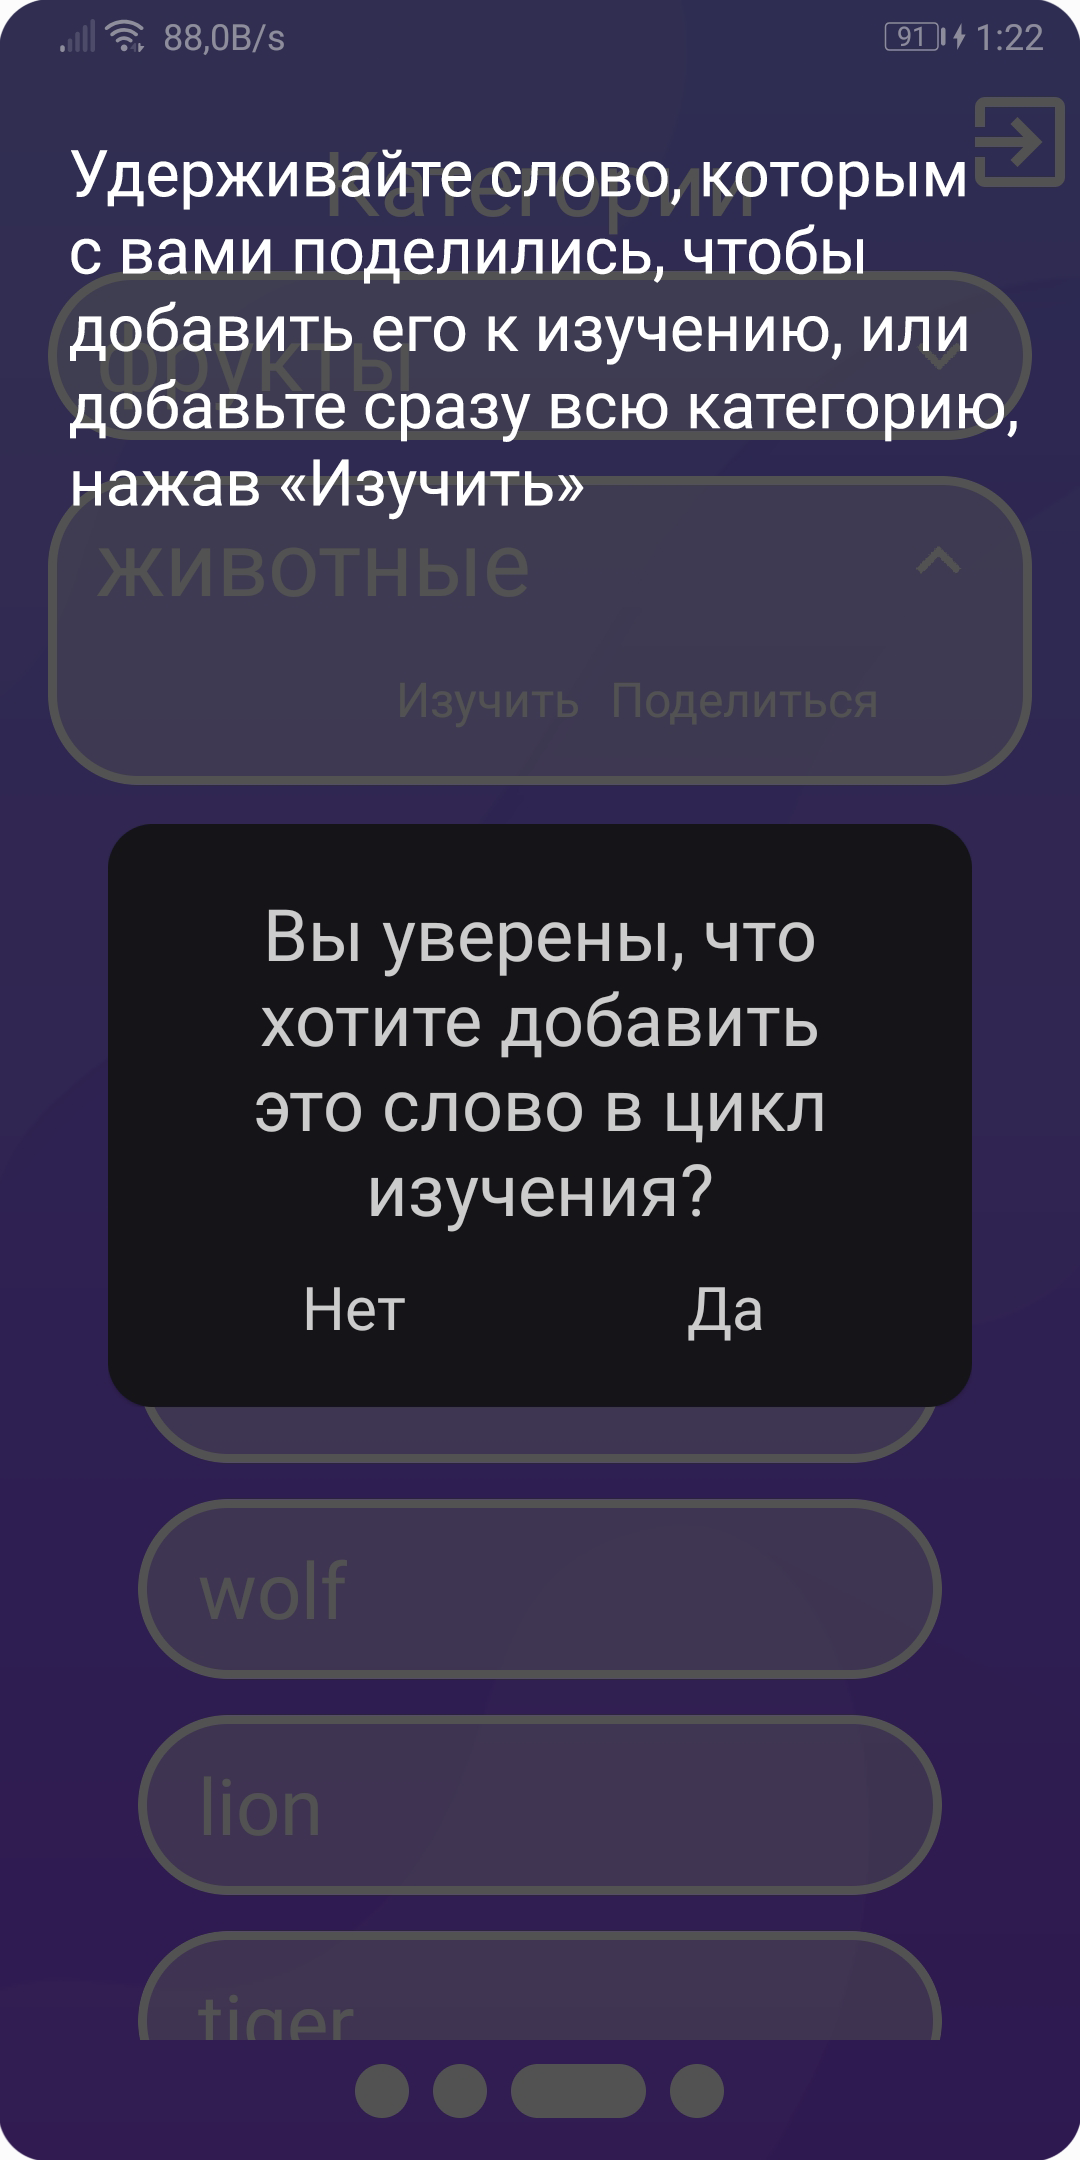 88,0B/s
91
1:22
Категории
Удерживайте слово, которым
с вами поделились, чтобы
добавить его к изучению, или
добавьте сразу всю категорию,
нажав «Изучить»
фрукты
животные
Изучить Поделиться
Вы уверены, что
хотите добавить
это слово в цикл
изучения?
Нет Да
wolf
lion
tiger